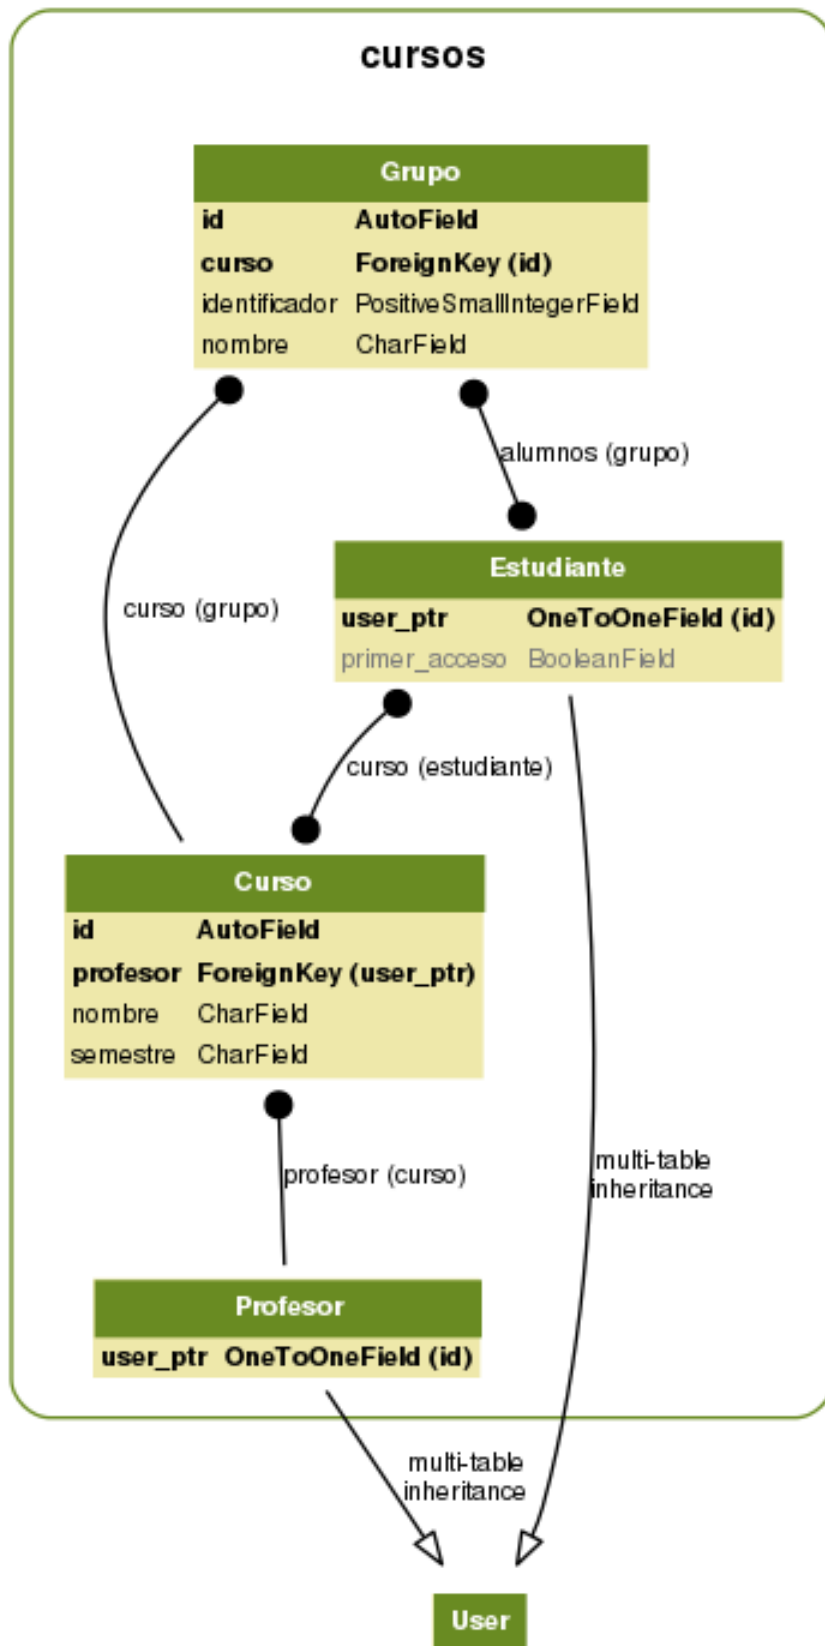 cursos
Grupo
id AutoField
curso ForeignKey (id)
identificador PositiveSmallIntegerField
nombre CharField
alumnos (grupo)
Estudiante
curso (grupo)
user_ptr OneToOneField (id)
primer_acceso BooleanField
curso (estudiante)
Curso
id AutoField
profesor ForeignKey (user_ptr)
nombre CharField
semestre CharField
profesor (curso)
multi-table
inheritance
Profesor
user_ptr OneToOneField (id)
multi-table
inheritance
User